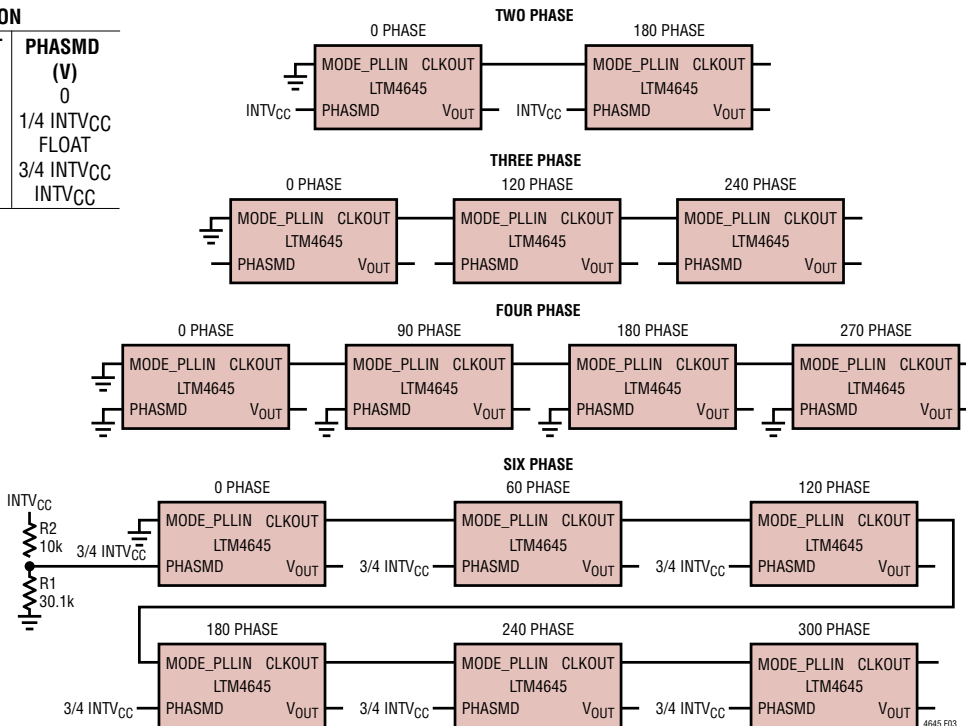 ON
T
PHASMD
(V)
0
1/4 INTVCC
FLOAT
3/4 INTVCC
INTVCC
TWO PHASE
0 PHASE 180 PHASE
MODE_PLLIN CLKOUT MODE_PLLIN CLKOUT
LTM4645 LTM4645
INTVCC PHASMD VOUT INTVCC PHASMD VOUT
THREE PHASE
0 PHASE 120 PHASE 240 PHASE
MODE_PLLIN CLKOUT MODE_PLLIN CLKOUT MODE_PLLIN CLKOUT
LTM4645 LTM4645 LTM4645
PHASMD VOUT PHASMD VOUT PHASMD VOUT
FOUR PHASE
0 PHASE 90 PHASE 180 PHASE 270 PHASE
MODE_PLLIN CLKOUT MODE_PLLIN CLKOUT MODE_PLLIN CLKOUT MODE_PLLIN CLKOUT
LTM4645 LTM4645 LTM4645 LTM4645
PHASMD VOUT PHASMD VOUT PHASMD VOUT PHASMD VOUT
SIX PHASE
0 PHASE 60 PHASE 120 PHASE
INTVCC
R2
10k
3/4 INTVCC
R1
30.1k
MODE_PLLIN CLKOUT MODE_PLLIN CLKOUT MODE_PLLIN CLKOUT
LTM4645 LTM4645 LTM4645
PHASMD VOUT 3/4 INTVCC PHASMD VOUT 3/4 INTVCC PHASMD VOUT
180 PHASE 240 PHASE 300 PHASE
MODE_PLLIN CLKOUT MODE_PLLIN CLKOUT MODE_PLLIN CLKOUT
LTM4645 LTM4645 LTM4645
3/4 INTVCC PHASMD VOUT 3/4 INTVCC PHASMD VOUT 3/4 INTVCC PHASMD VOUT
4645 F03